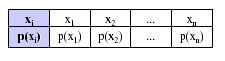 xᵢ x₁ x₂ ... xₙ
p(xᵢ) p(x₁) p(x₂) ... p(xₙ)